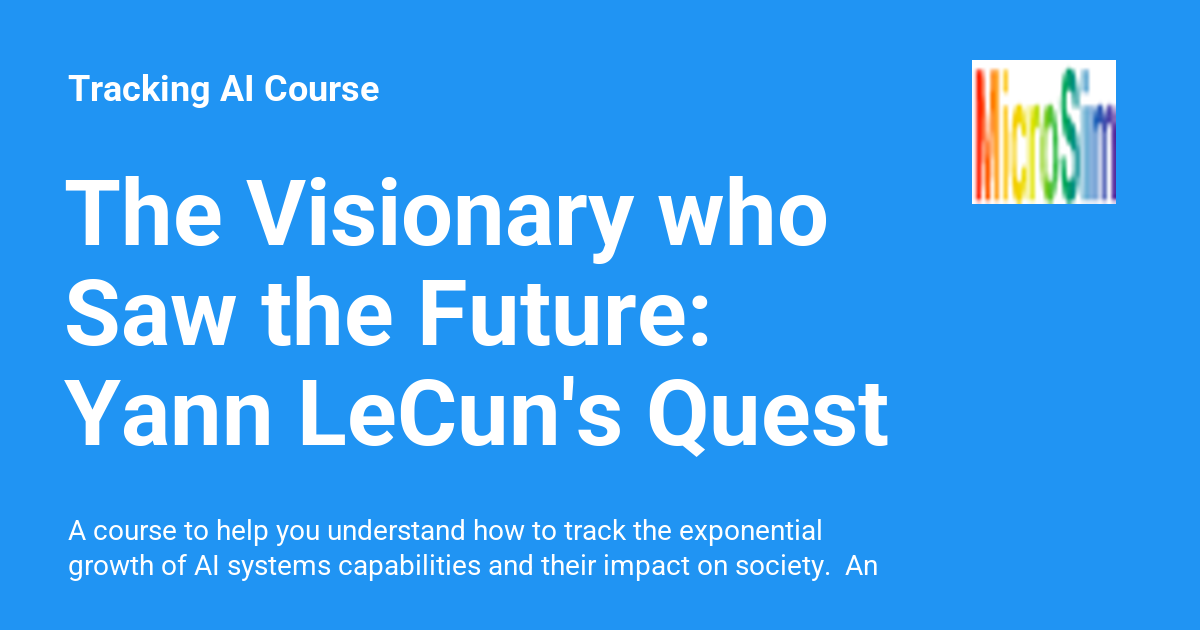 Tracking AI Course
MicroSim
The Visionary who
Saw the Future:
Yann LeCun's Quest
A course to help you understand how to track the exponential
growth of AI systems capabilities and their impact on society.  An